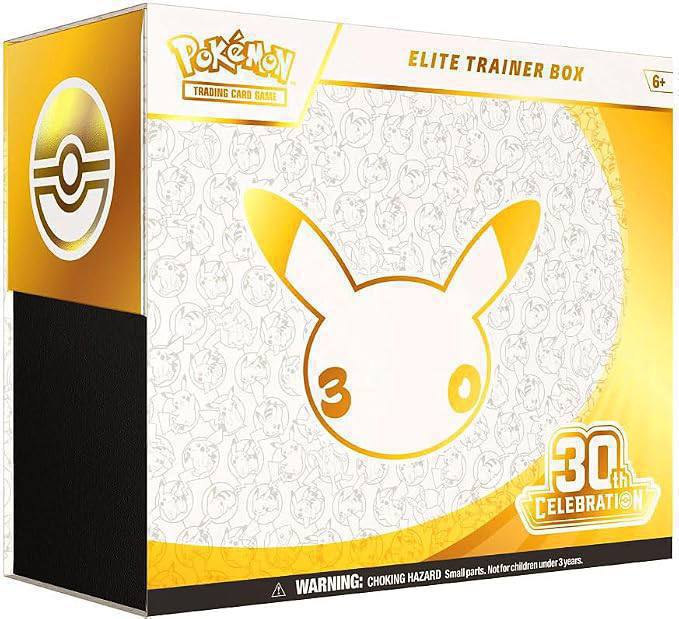 POKéMON
TRADING CARD GAME
ELITE TRAINER BOX
6+
3 0
30th
CELEBRATION
WARNING: CHOKING HAZARD Small parts. Not for children under 3 years.